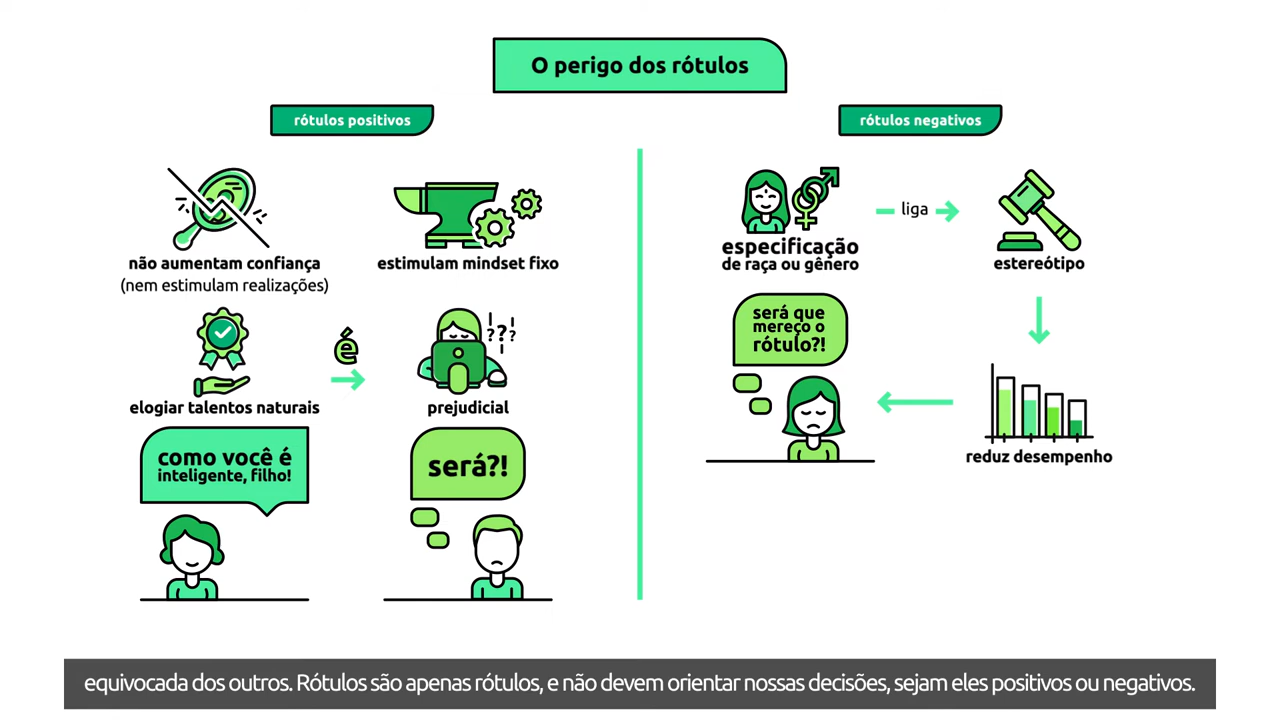 O perigo dos rótulos
rótulos positivos
não aumentam confiança
(nem estimulam realizações)
estimulam mindset fixo
elogiar talentos naturais
é
???
prejudicial
como você é
inteligente, filho!
será?!
rótulos negativos
especificação
de raça ou gênero
liga
estereótipo
reduz desempenho
será que
mereço o
rótulo?!
equivocada dos outros. Rótulos são apenas rótulos, e não devem orientar nossas decisões, sejam eles positivos ou negativos.